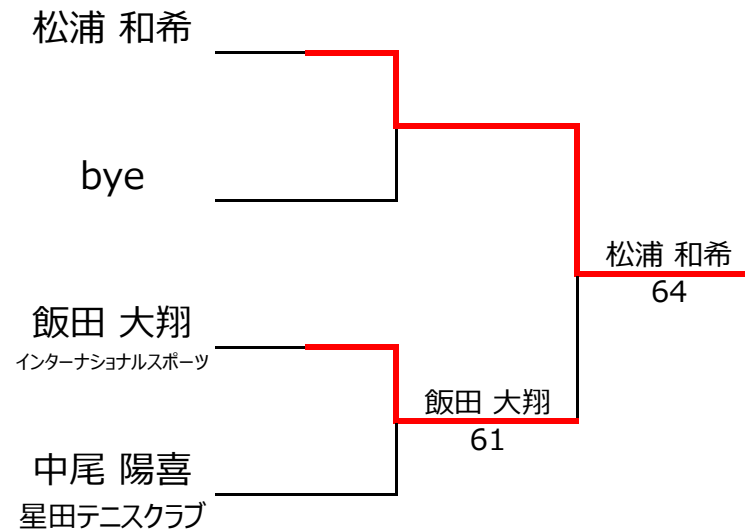 松浦 和希
bye
松浦 和希
64
飯田 大翔
インターナショナルスポーツ
飯田 大翔
61
中尾 陽喜
星田テニスクラブ